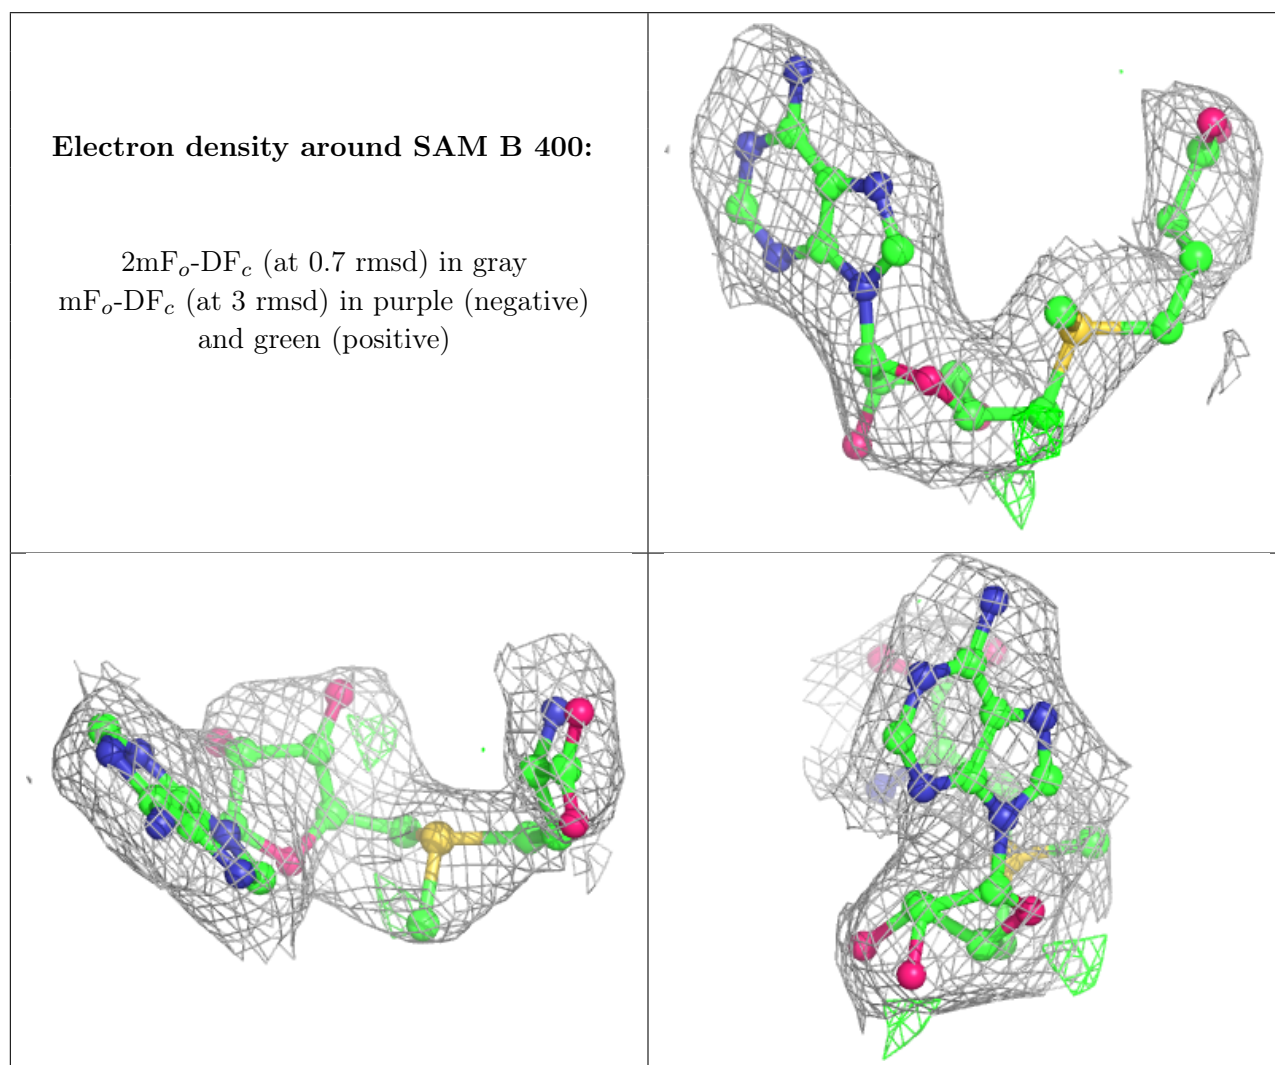 Electron density around SAM B 400:
2mFo-DFc (at 0.7 rmsd) in gray
mFo-DFc (at 3 rmsd) in purple (negative)
and green (positive)